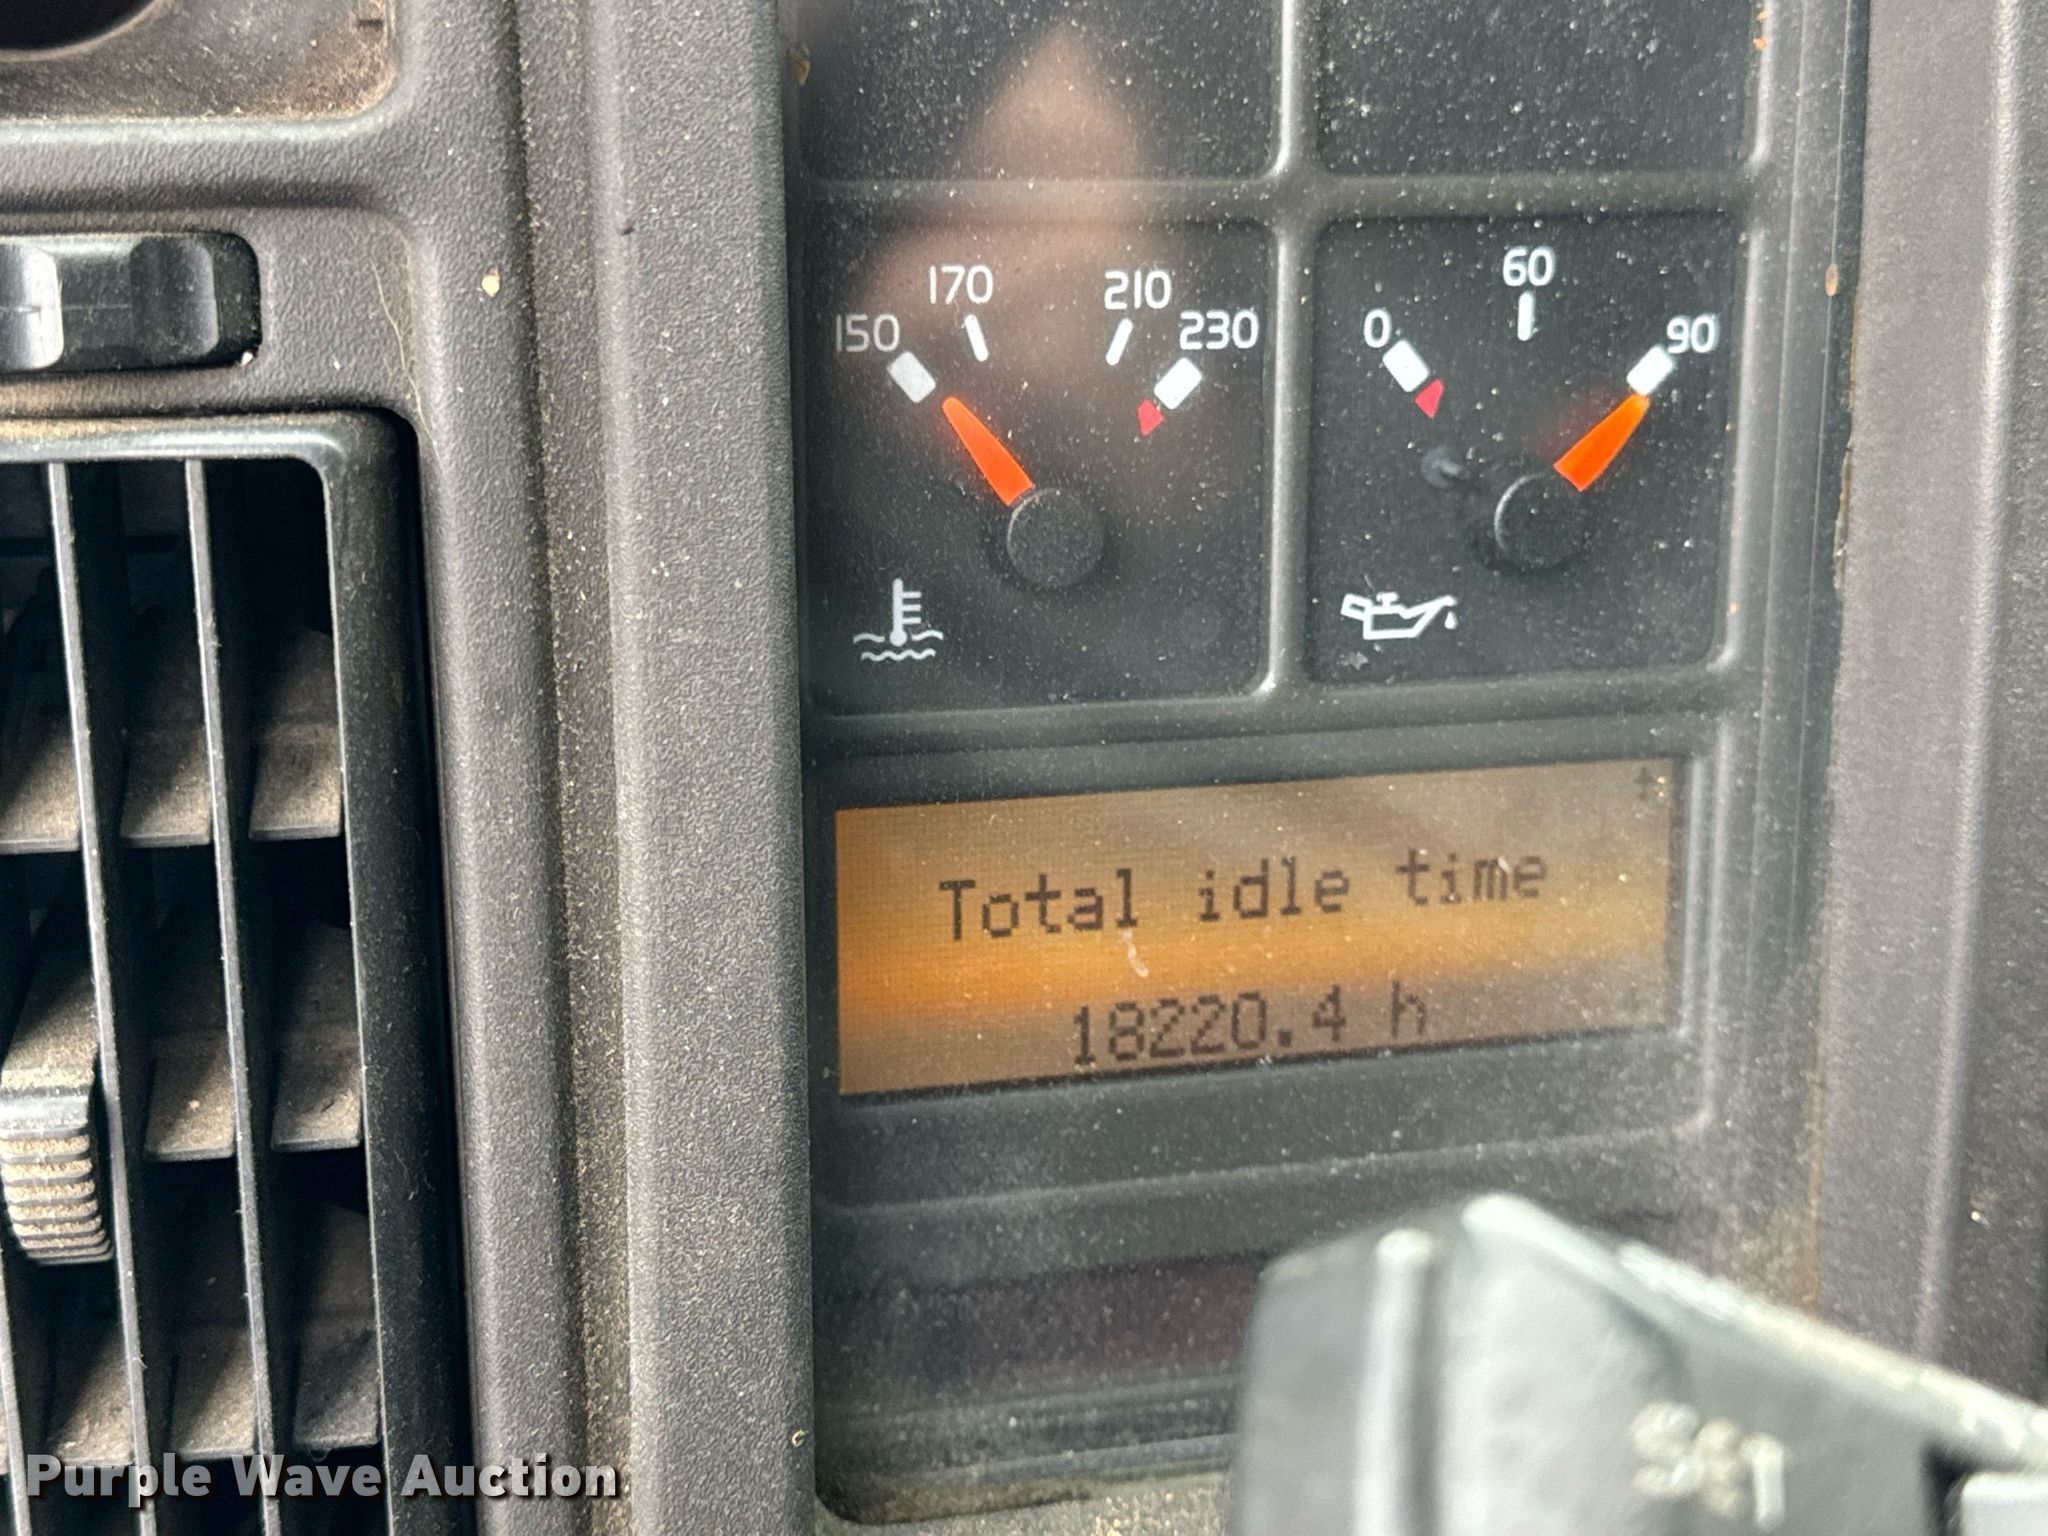 150 170 210 230
0 60 90
Total idle time
18220.4 h
Purple Wave Auction